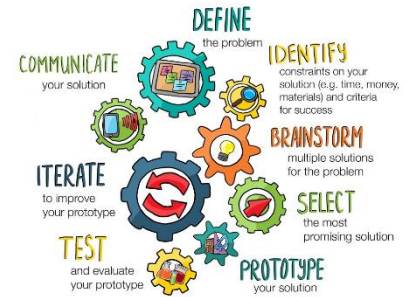 DEFINE
the problem
IDENTIFY
constraints on your
solution (e.g. time, money,
materials) and criteria
for success
BRAINSTORM
multiple solutions
for the problem
SELECT
the most
promising solution
PROTOTYPE
your solution
TEST
and evaluate
your prototype
ITERATE
to improve
your prototype
COMMUNICATE
your solution